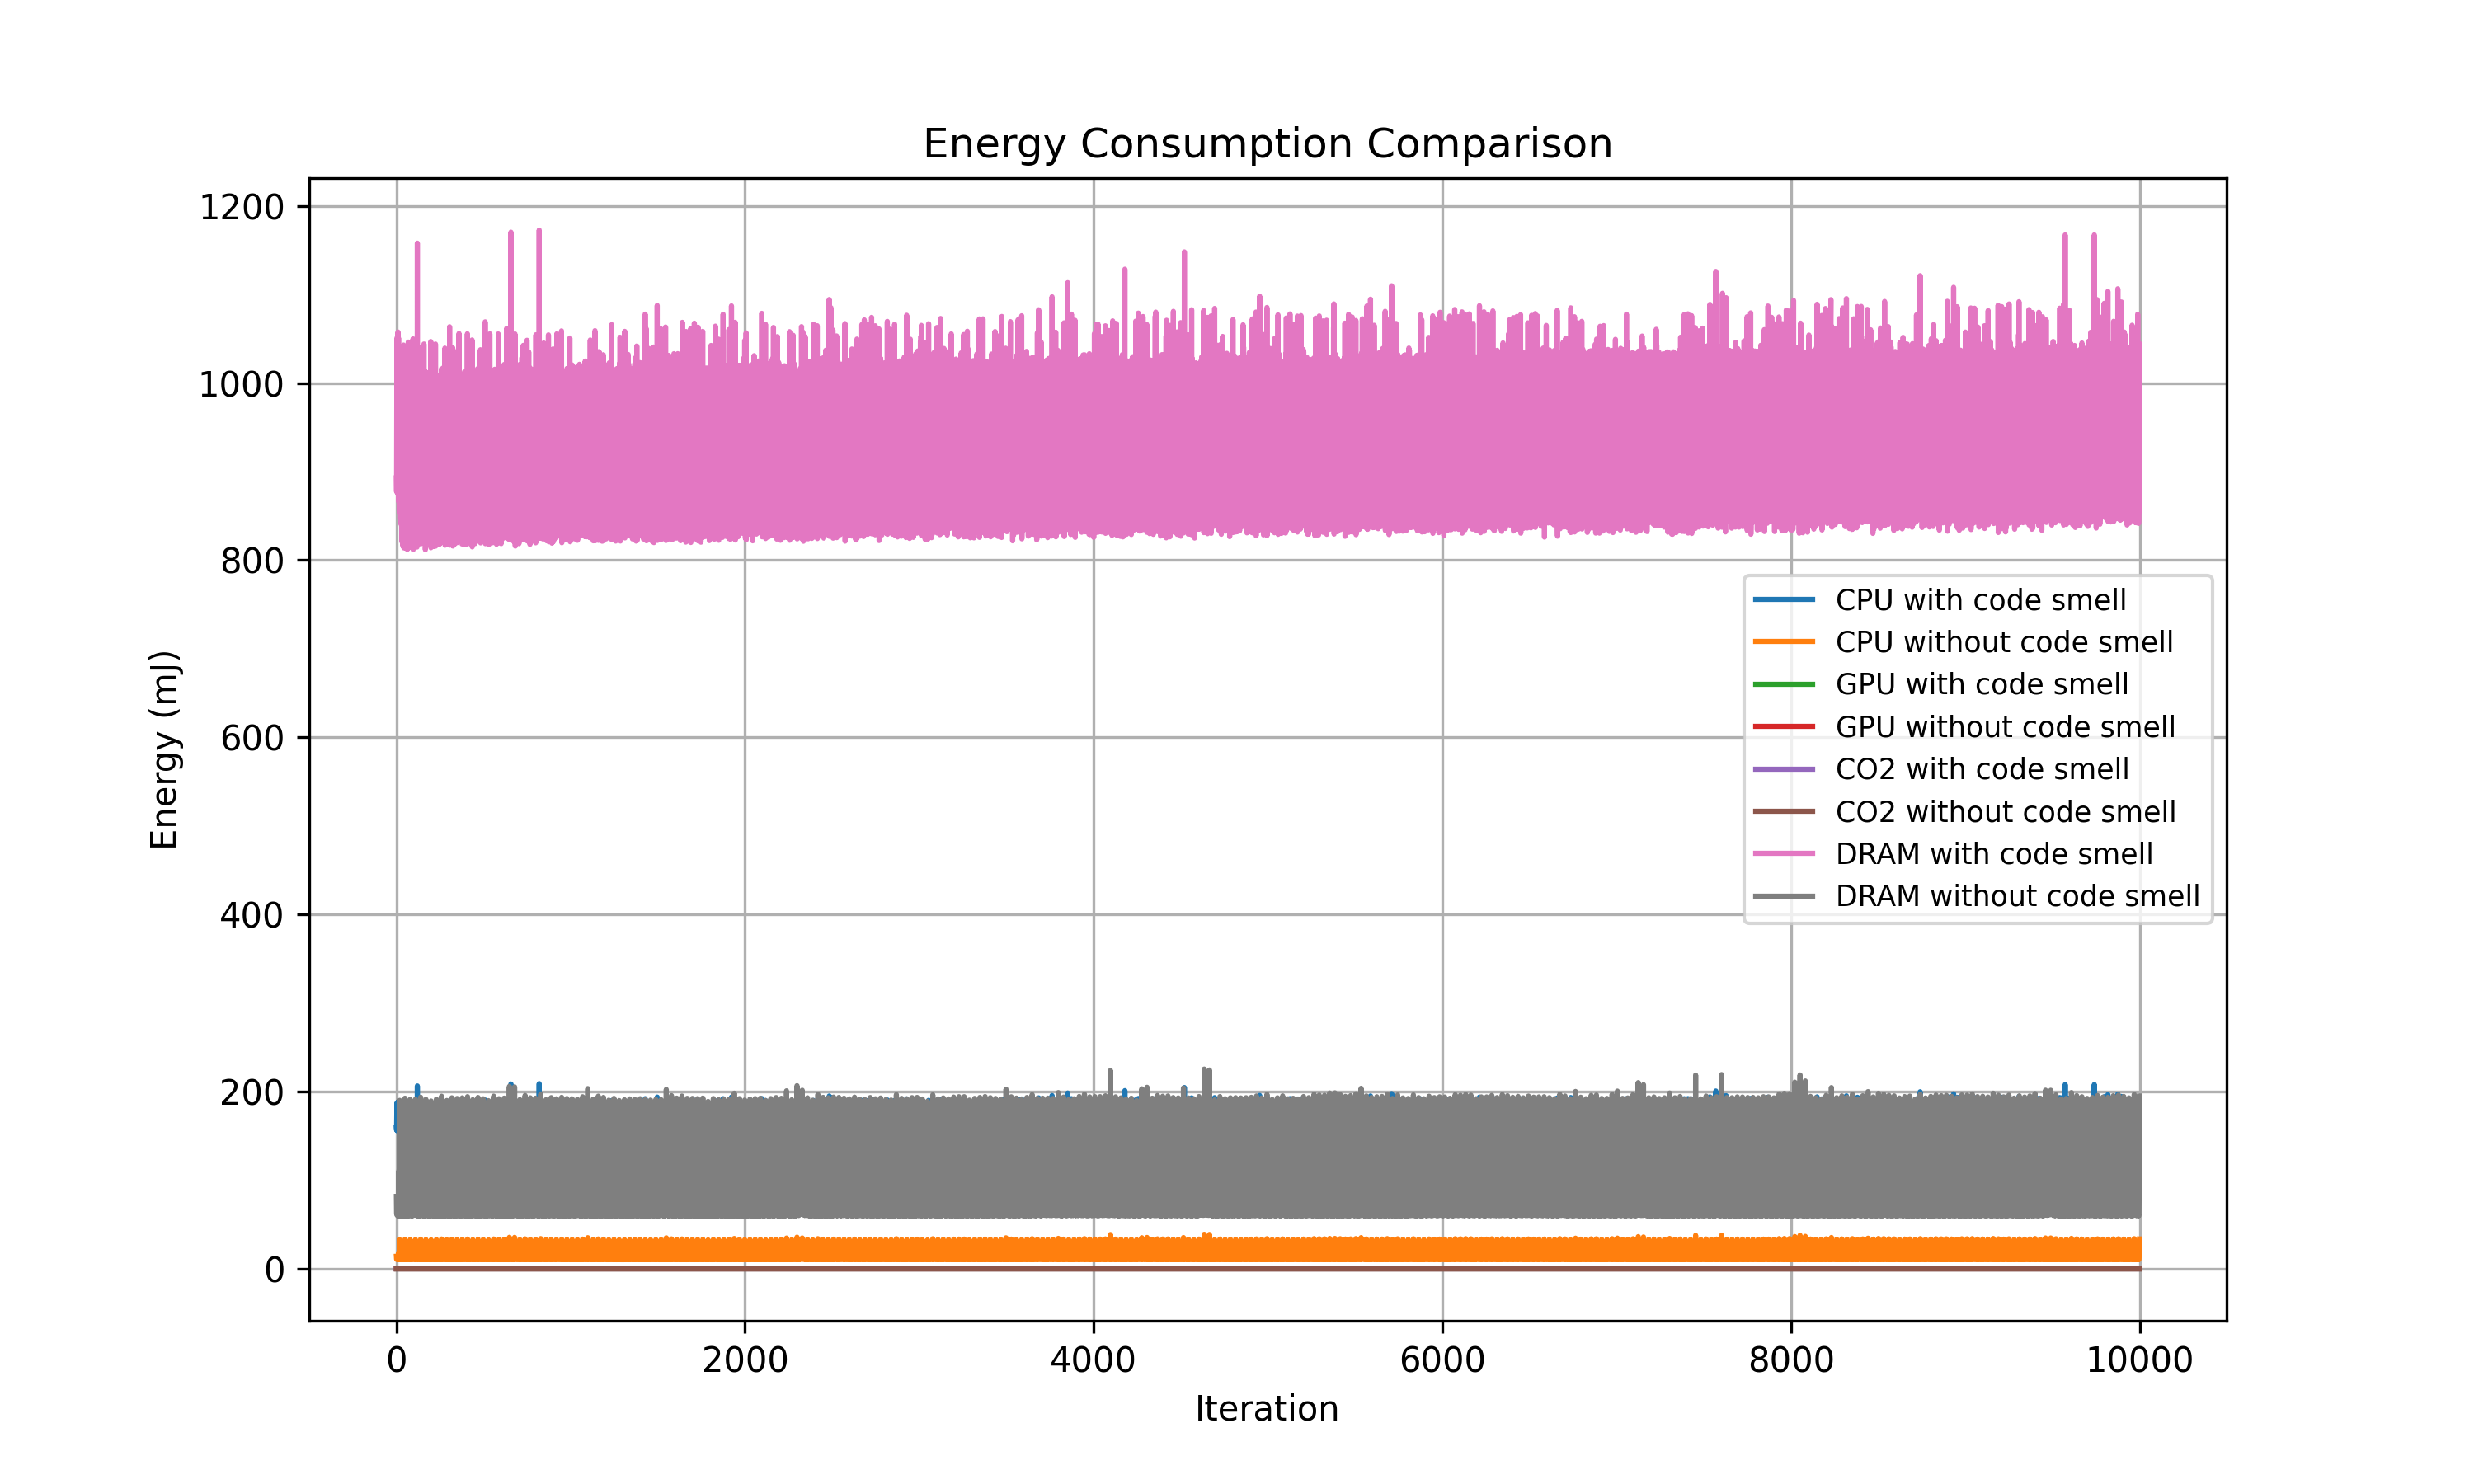 Energy Consumption Comparison
Energy (mJ)
1200
1000
800
600
400
200
0
CPU with code smell
CPU without code smell
GPU with code smell
GPU without code smell
CO2 with code smell
CO2 without code smell
DRAM with code smell
DRAM without code smell
0 2000 4000 6000 8000 10000
Iteration